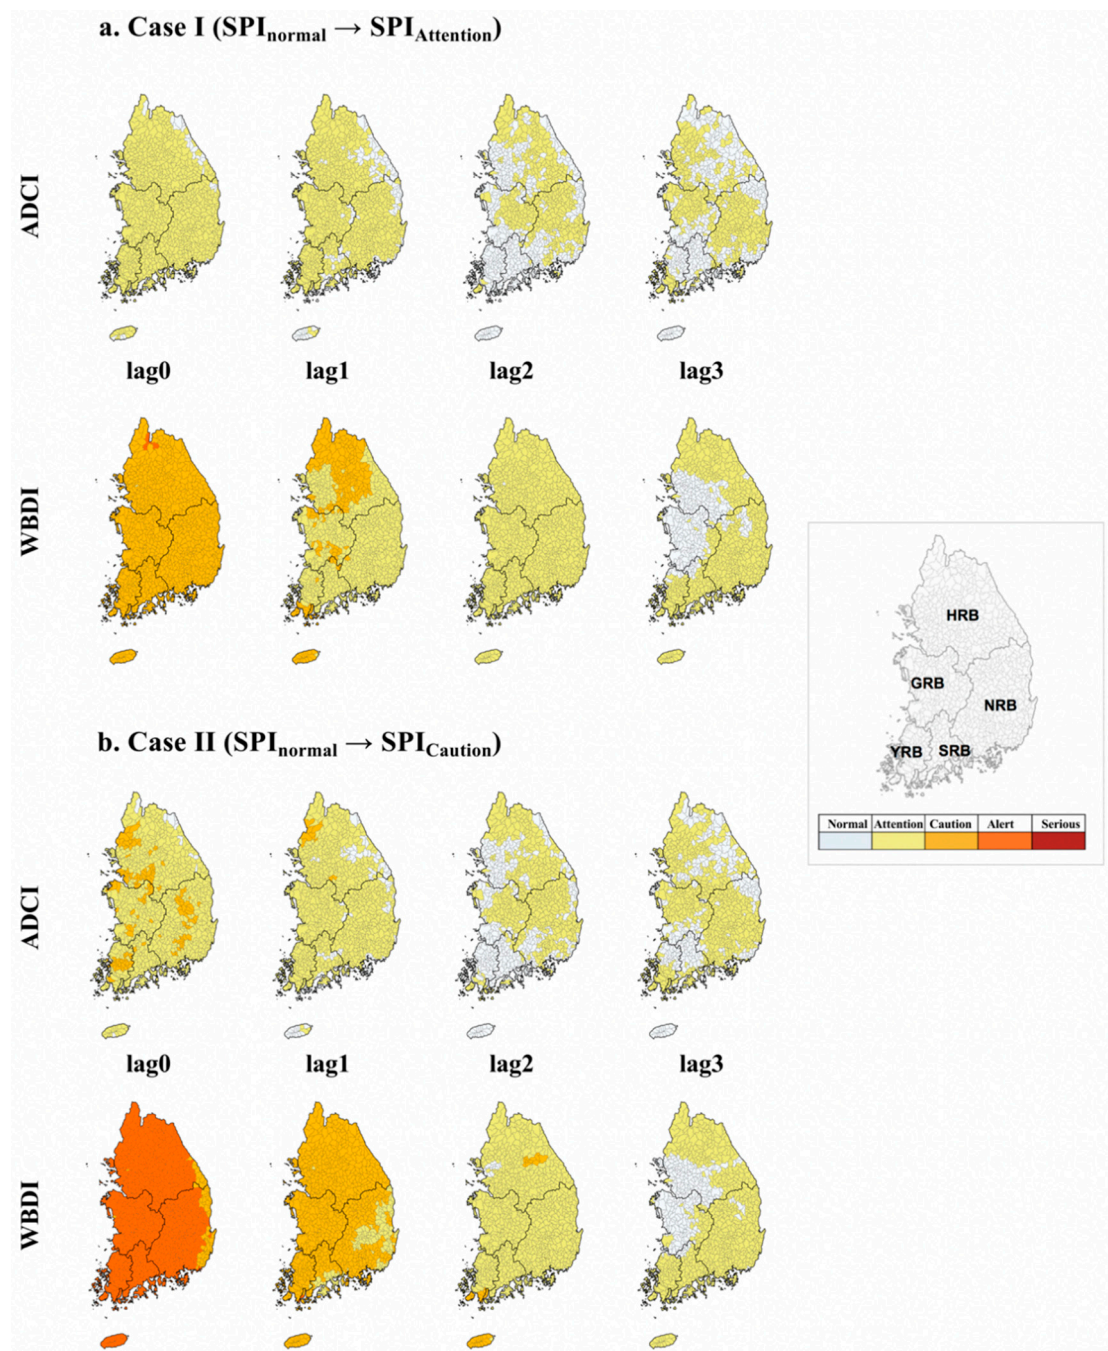 a. Case I (SPInormal → SPIAttention)
ADCI
lag0 lag1 lag2 lag3
WBDI
HRB
GRB
NRB
YRB SRB
Normal Attention Caution Alert Serious
b. Case II (SPInormal → SPICaution)
ADCI
lag0 lag1 lag2 lag3
WBDI